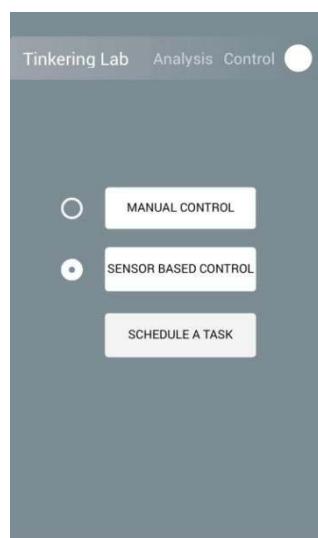 Tinkering Lab Analysis Control
MANUAL CONTROL
SENSOR BASED CONTROL
SCHEDULE A TASK